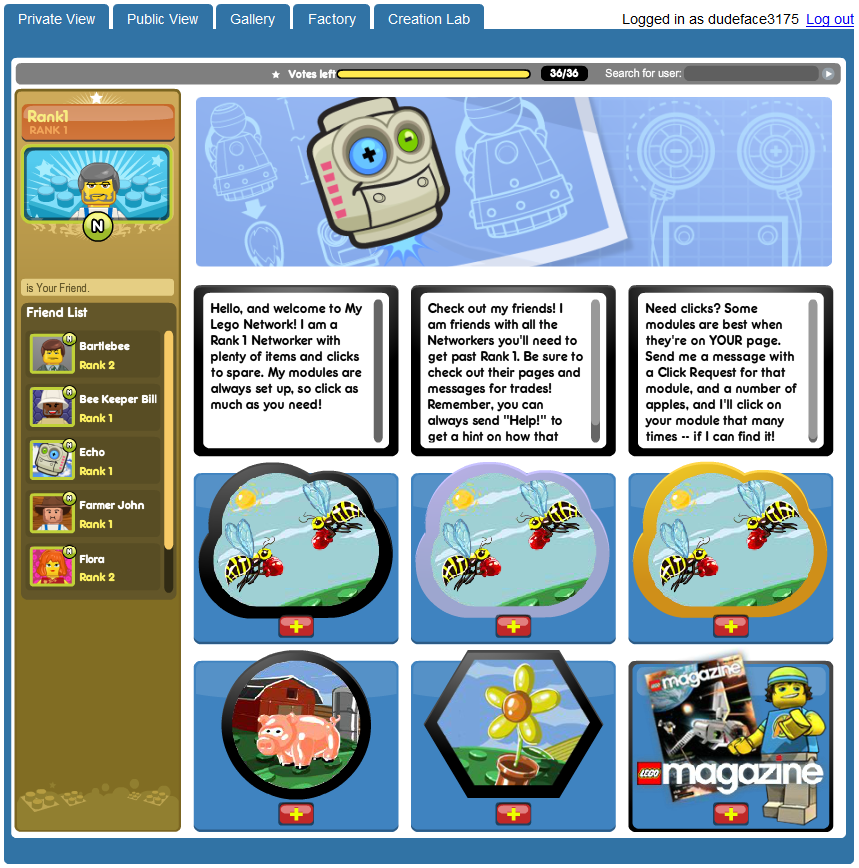 Private View
Public View
Gallery
Factory
Creation Lab
Logged in as dudeface3175 Log out
Votes left
36/36
Search for user:
Rank1
RANK 1
N
is Your Friend.
Friend List
N
Bartlebee
Rank 2
N
Bee Keeper Bill
Rank 1
N
Echo
Rank 1
N
Farmer John
Rank 1
N
Flora
Rank 2
Hello, and welcome to My
Lego Network! I am a
Rank 1 Networker with
plenty of items and clicks
to spare. My modules are
always set up, so click as
much as you need!
Check out my friends! I
am friends with all the
Networkers you'll need to
get past Rank 1. Be sure to
check out their pages and
messages for trades!
Remember, you can
always send "Help!" to
get a hint on how that
Need clicks? Some
modules are best when
they're on YOUR page.
Send me a message with
a Click Request for that
module, and a number of
apples, and I'll click on
your module that many
times -- if I can find it!
LEGO magazine
LEGO magazine